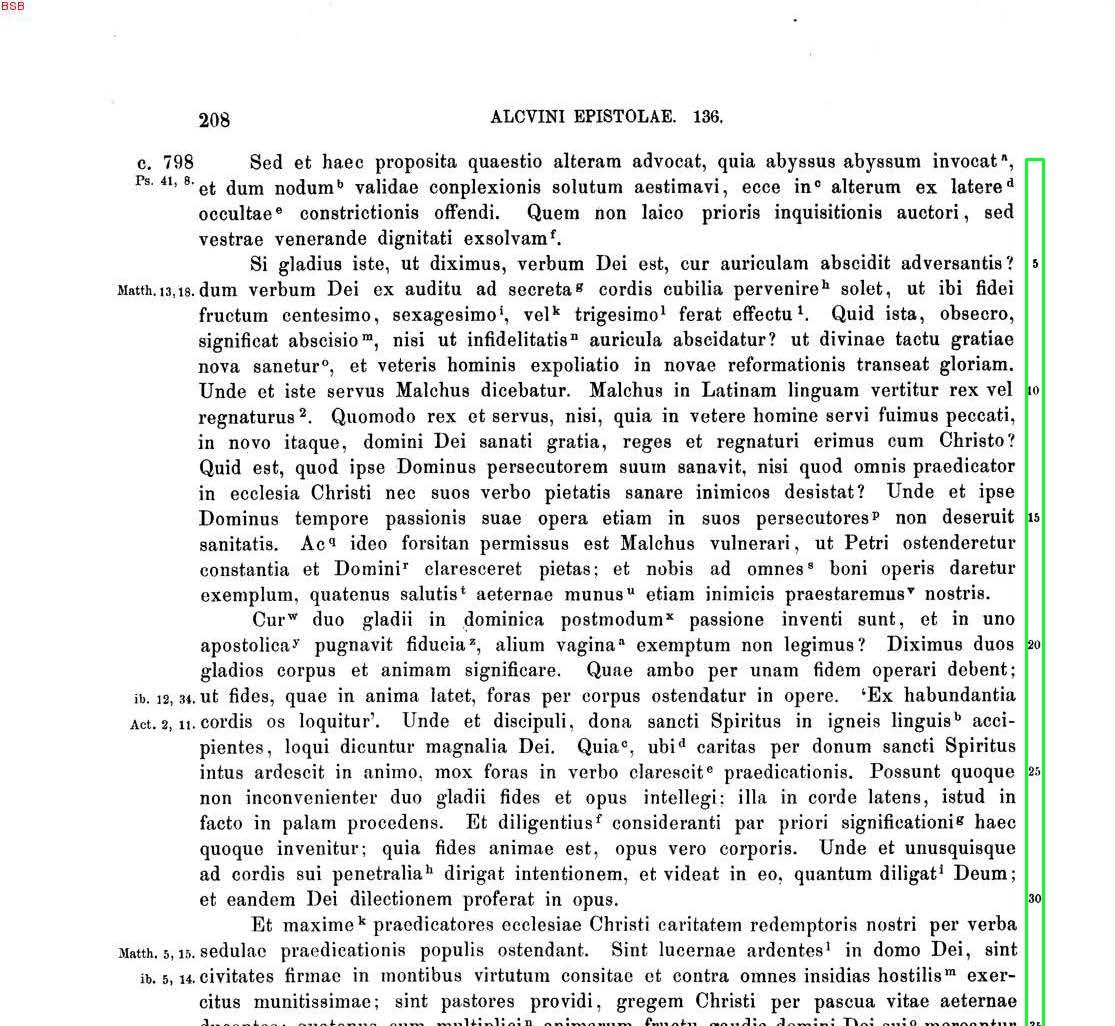 BSB
208 ALCVINI EPISTOLAE. 136.
c. 798 Sed et haec proposita quaestio alteram advocat, quia abyssus abyssum invocat ᵃ,
Ps. 41, 8. et dum nodum ᵇ validae conplexionis solutum aestimavi, ecce in ᶜ alterum ex latere ᵈ
occultae ᵉ constrictionis offendi. Quem non laico prioris inquisitionis auctori, sed
vestrae venerande dignitati exsolvam ᶠ.
Si gladius iste, ut diximus, verbum Dei est, cur auriculam abscidit adversantis? 5
Matth. 13, 18. dum verbum Dei ex auditu ad secreta ᵍ cordis cubilia pervenire ʰ solet, ut ibi fidei
fructum centesimo, sexagesimo ⁱ, vel ᵏ trigesimo ˡ ferat effectu ¹. Quid ista, obsecro,
significat abscisio ᵐ, nisi ut infidelitatis ⁿ auricula abscidatur? ut divinae tactu gratiae
nova sanetur ᵒ, et veteris hominis expoliatio in novae reformationis transeat gloriam.
Unde et iste servus Malchus dicebatur. Malchus in Latinam linguam vertitur rex vel 10
regnaturus ². Quomodo rex et servus, nisi, quia in vetere homine servi fuimus peccati,
in novo itaque, domini Dei sanati gratia, reges et regnaturi erimus cum Christo?
Quid est, quod ipse Dominus persecutorem suum sanavit, nisi quod omnis praedicator
in ecclesia Christi nec suos verbo pietatis sanare inimicos desistat? Unde et ipse
Dominus tempore passionis suae opera etiam in suos persecutores ᵖ non deseruit 15
sanitatis. Ac q ideo forsitan permissus est Malchus vulnerari, ut Petri ostenderetur
constantia et Domini ʳ claresceret pietas; et nobis ad omnes ˢ boni operis daretur
exemplum, quatenus salutis ᵗ aeternae munus ᵘ etiam inimicis praestaremus ᵛ nostris.
Cur ʷ duo gladii in dominica postmodum ˣ passione inventi sunt, et in uno
apostolica ʸ pugnavit fiducia ᶻ, alium vagina ᵃ exemptum non legimus? Diximus duos 20
gladios corpus et animam significare. Quae ambo per unam fidem operari debent;
ib. 12, 34. ut fides, quae in anima latet, foras per corpus ostendatur in opere. ‘Ex habundantia
Act. 2, 11. cordis os loquitur’. Unde et discipuli, dona sancti Spiritus in igneis linguis ᵇ acci-
pientes, loqui dicuntur magnalia Dei. Quia ᶜ, ubi ᵈ caritas per donum sancti Spiritus
intus ardescit in animo, mox foras in verbo clarescit ᵉ praedicationis. Possunt quoque 25
non inconvenienter duo gladii fides et opus intellegi; illa in corde latens, istud in
facto in palam procedens. Et diligentius ᶠ consideranti par priori significationi ᵍ haec
quoque invenitur; quia fides animae est, opus vero corporis. Unde et unusquisque
ad cordis sui penetralia ʰ dirigat intentionem, et videat in eo, quantum diligat ⁱ Deum;
et eandem Dei dilectionem proferat in opus. 30
Et maxime ᵏ praedicatores ecclesiae Christi caritatem redemptoris nostri per verba
Matth. 5, 15. sedulae praedicationis populis ostendant. Sint lucernae ardentes ˡ in domo Dei, sint
ib. 5, 14. civitates firmae in montibus virtutum consitae et contra omnes insidias hostilis ᵐ exer-
citus munitissimae; sint pastores providi, gregem Christi per pascua vitae aeternae